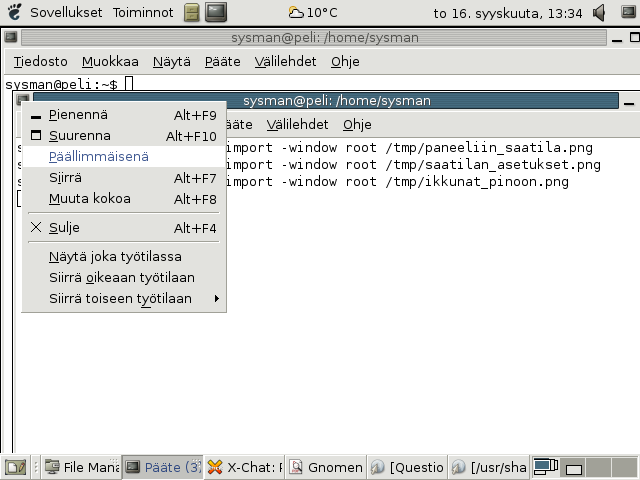 Sovellukset Toiminnot 10°C to 16. syyskuuta, 13:34
sysman@peli: /home/sysman
Tiedosto Muokkaa Näytä Pääte Välilehdet Ohje
sysman@peli:~$
sysman@peli: /home/sysman
Välilehdet Ohje
Pienennä Alt+F9
Suurenna Alt+F10
Päällimmäisenä
Siirrä Alt+F7
Muuta kokoa Alt+F8
Sulje Alt+F4
Näytä joka työtilassa
Siirrä oikeaan työtilaan
Siirrä toiseen työtilaan
import -window root /tmp/paneeliin_saatila.png
import -window root /tmp/saatilan_asetukset.png
import -window root /tmp/ikkunat_pinoon.png
File Mana Pääte (3) X-Chat: Gnomen [Questio [/usr/sha